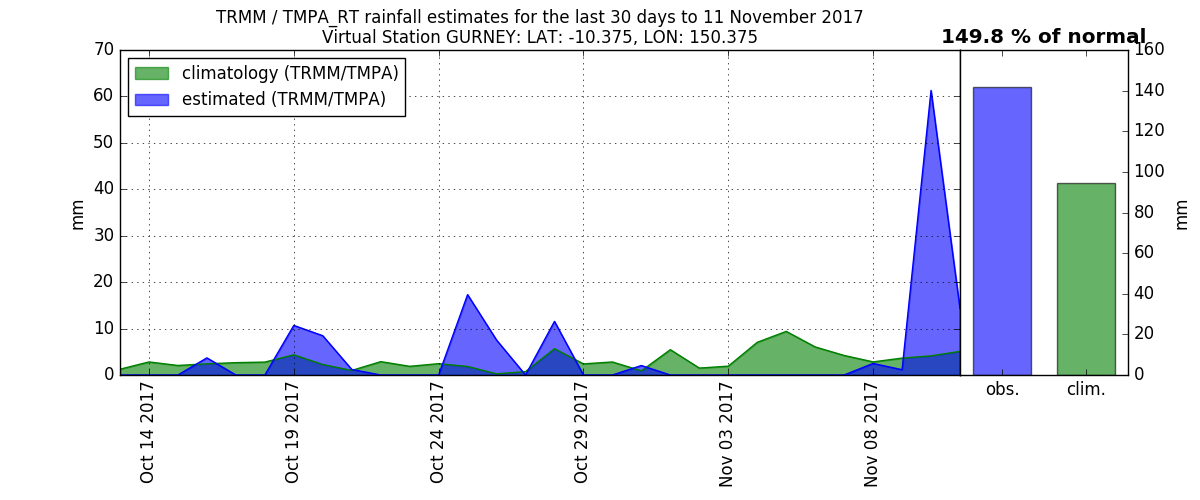 TRMM / TMPA_RT rainfall estimates for the last 30 days to 11 November 2017
Virtual Station GURNEY: LAT: -10.375, LON: 150.375
149.8 % of normal
climatology (TRMM/TMPA)
estimated (TRMM/TMPA)
70
60
50
40
30
20
10
0
mm
160
140
120
100
80
60
40
20
0
mm
Oct 14 2017
Oct 19 2017
Oct 24 2017
Oct 29 2017
Nov 03 2017
Nov 08 2017
obs.
clim.